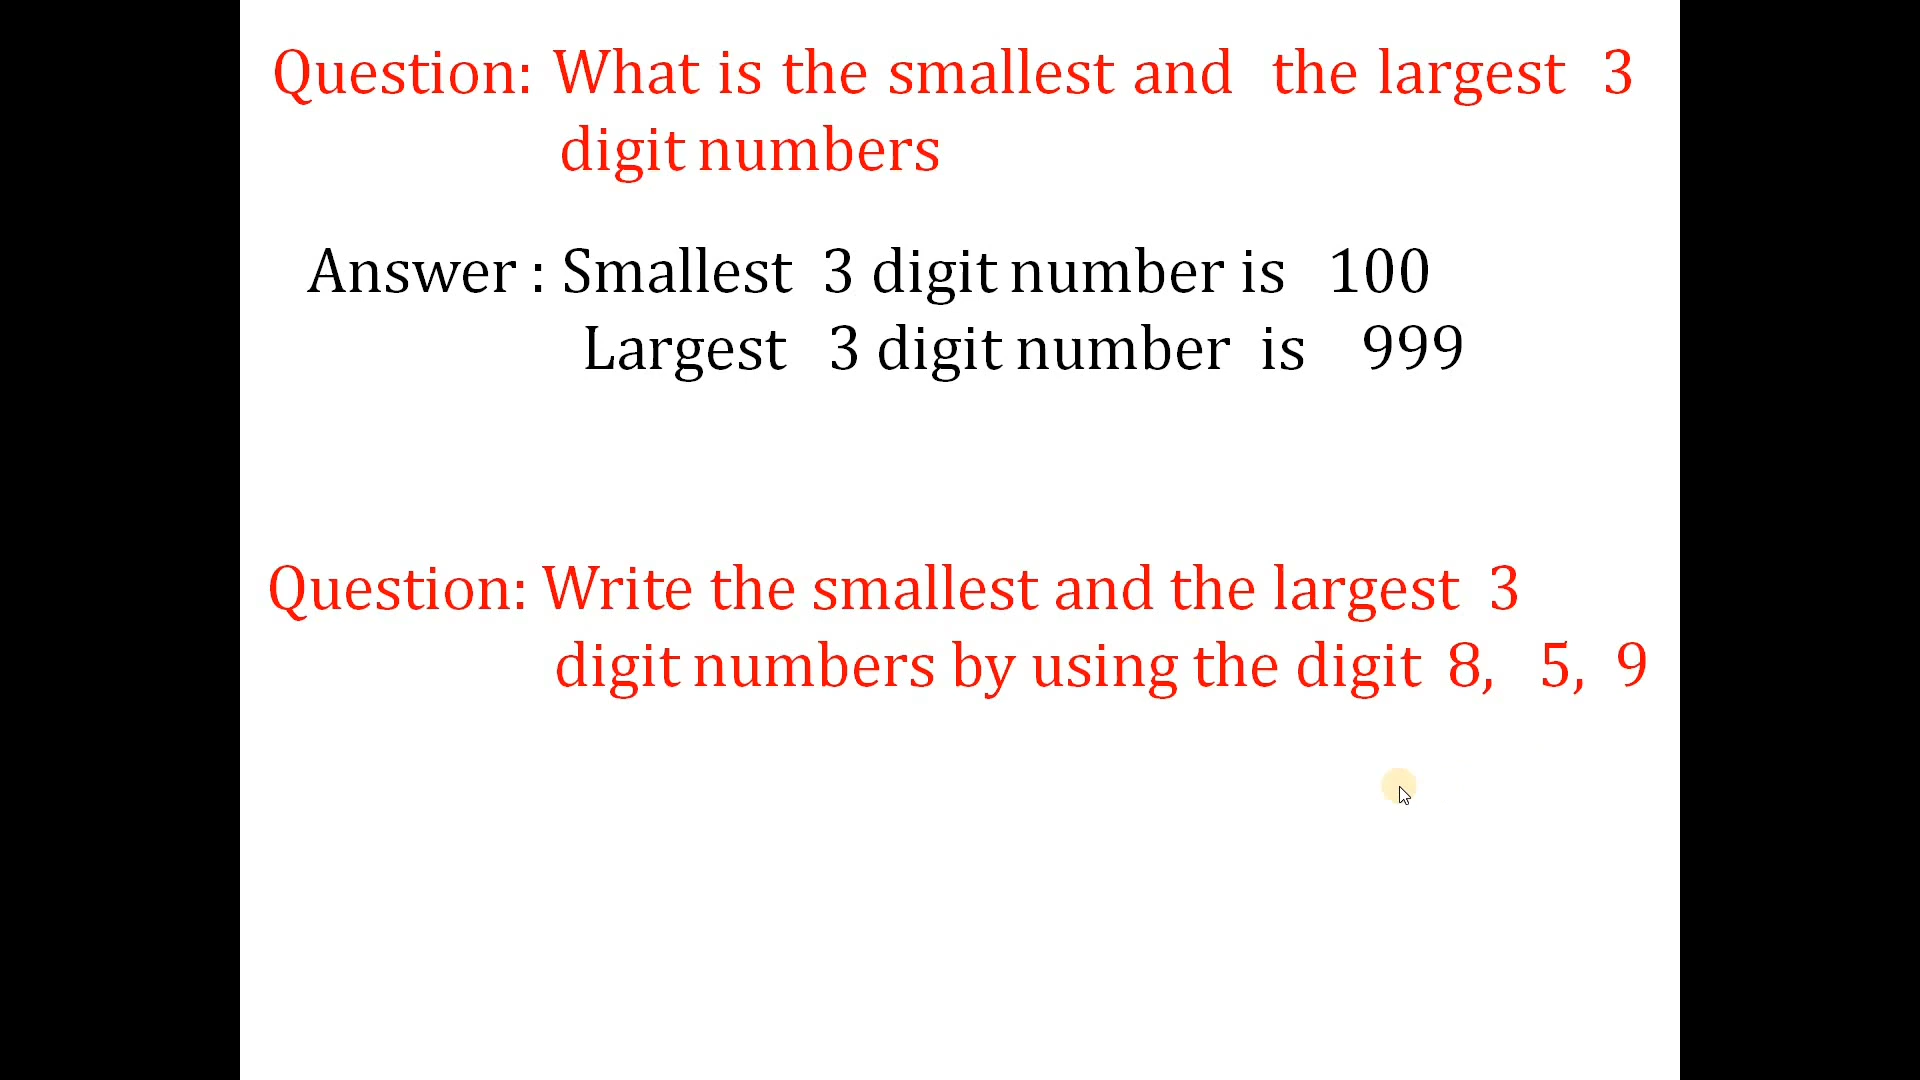 Question: What is the smallest and the largest 3
digit numbers
Answer : Smallest 3 digit number is 100
Largest 3 digit number is 999
Question: Write the smallest and the largest 3
digit numbers by using the digit 8, 5, 9